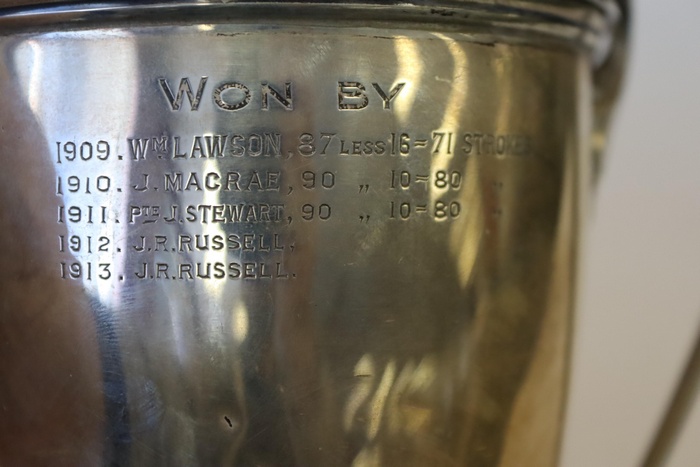 WON BY
1909. WM LAWSON, 87 LESS 16=71 STROKES
1910. J. MACRAE, 90 „ 10=80 „
1911. PTE J. STEWART, 90 „ 10=80 „
1912. J.R.RUSSELL,
1913. J.R.RUSSELL.